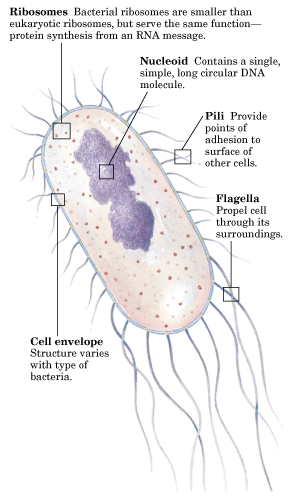 Ribosomes  Bacterial ribosomes are smaller than
eukaryotic ribosomes, but serve the same function—
protein synthesis from an RNA message.
Nucleoid  Contains a single,
simple, long circular DNA
molecule.
Pili  Provide
points of
adhesion to
surface of
other cells.
Flagella
Propel cell
through its
surroundings.
Cell envelope
Structure varies
with type of
bacteria.